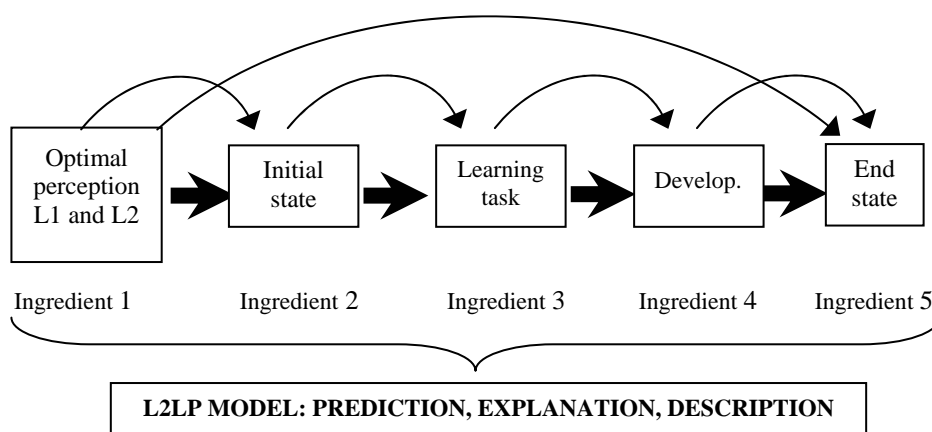 Optimal
perception
L1 and L2
Initial
state
Learning
task
Develop.
End
state
Ingredient 1
Ingredient 2
Ingredient 3
Ingredient 4
Ingredient 5
L2LP MODEL: PREDICTION, EXPLANATION, DESCRIPTION